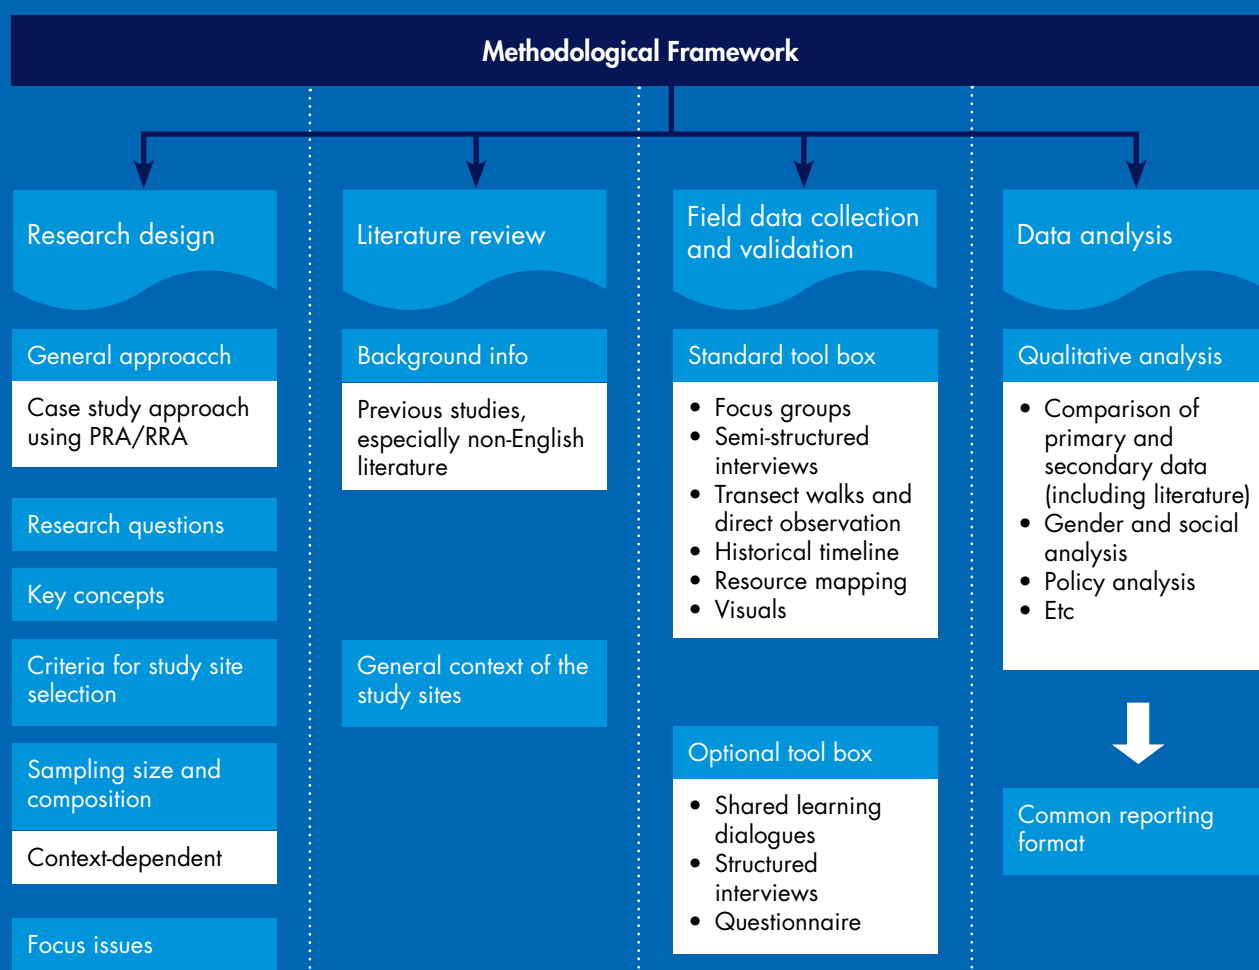 Methodological Framework
Research design
General approacch
Case study approach
using PRA/RRA
Research questions
Key concepts
Criteria for study site
selection
Sampling size and
composition
Context-dependent
Focus issues
Literature review
Background info
Previous studies,
especially non-English
literature
General context of the
study sites
Field data collection
and validation
Standard tool box
• Focus groups
• Semi-structured
interviews
• Transect walks and
direct observation
• Historical timeline
• Resource mapping
• Visuals
Optional tool box
• Shared learning
dialogues
• Structured
interviews
• Questionnaire
Data analysis
Qualitative analysis
• Comparison of
primary and
secondary data
(including literature)
• Gender and social
analysis
• Policy analysis
• Etc
Common reporting
format